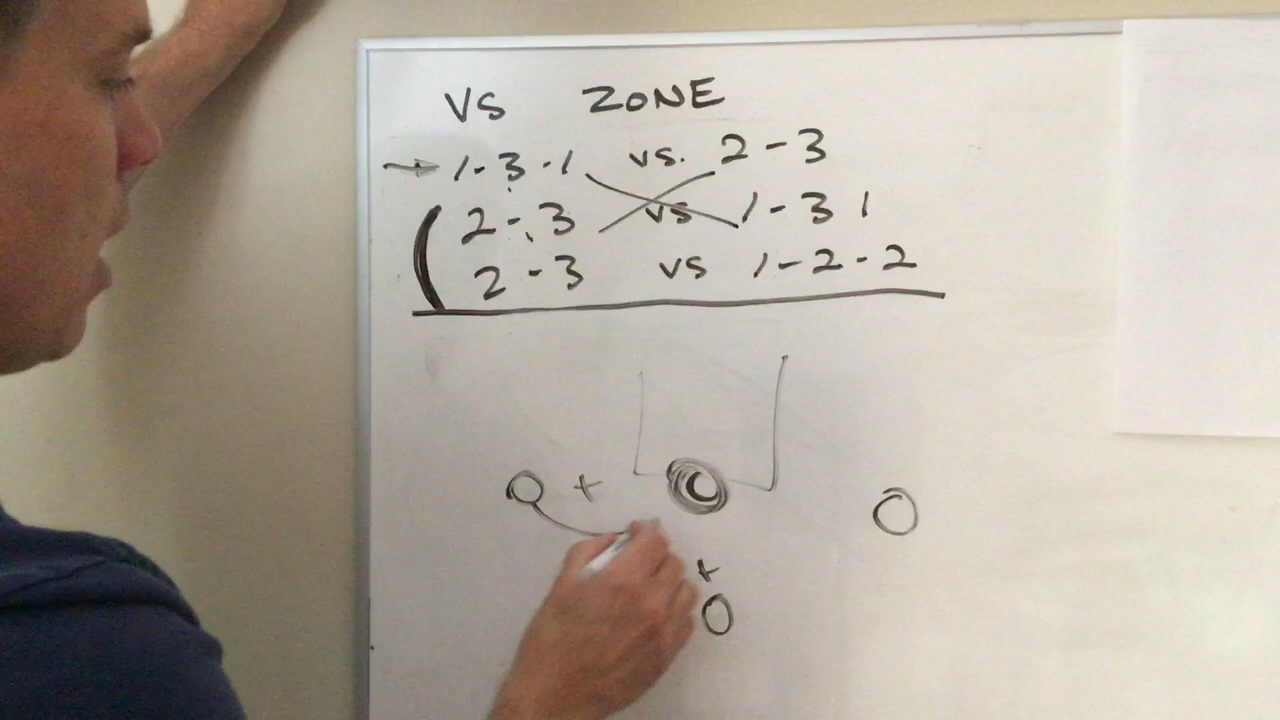 VS ZONE
→ 1-3-1 vs. 2-3
2-3 vs 1-3 1
2-3 vs 1-2-2